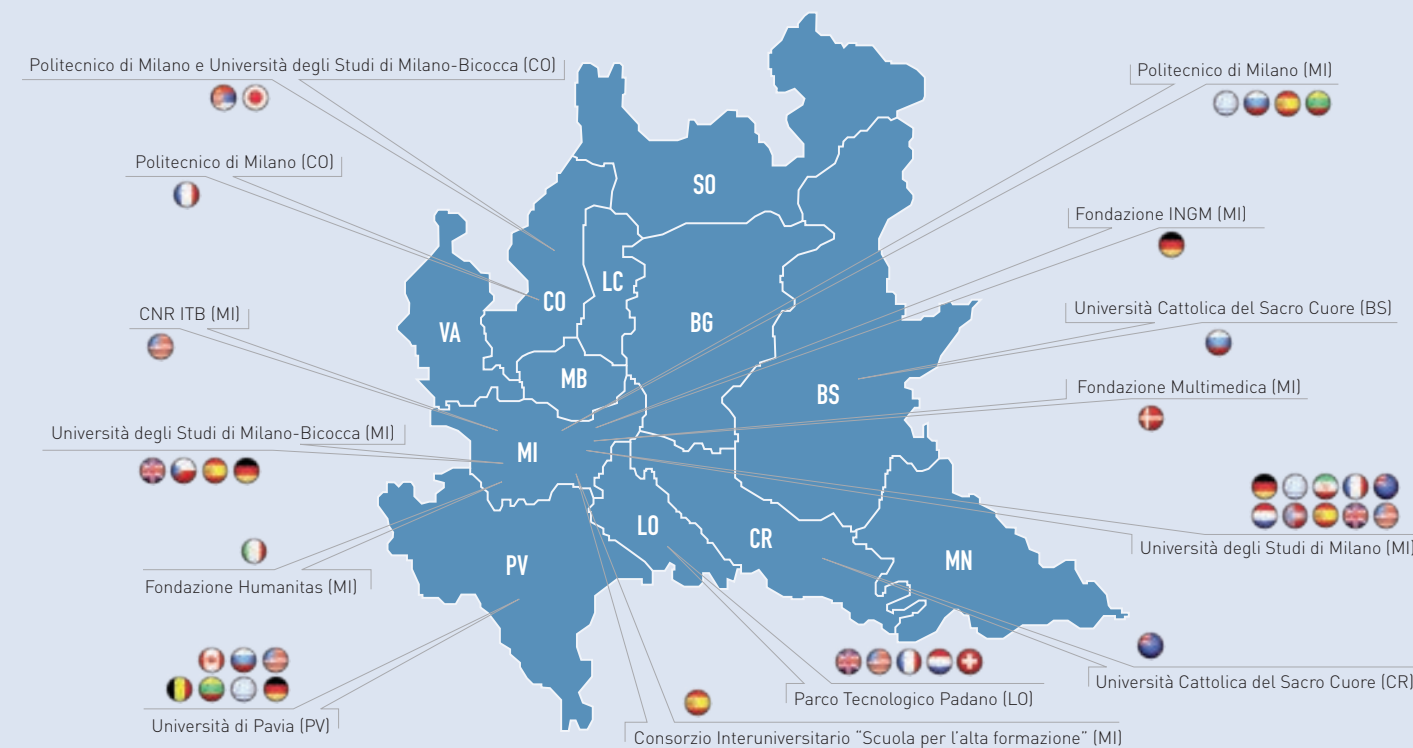 Politecnico di Milano e Università degli Studi di Milano-Bicocca (CO)
Politecnico di Milano (MI)
Politecnico di Milano (CO)
SO
Fondazione INGM (MI)
LC
CO
CNR ITB (MI)
Università Cattolica del Sacro Cuore (BS)
VA
BG
MB
Fondazione Multimedica (MI)
BS
Università degli Studi di Milano-Bicocca (MI)
MI
LO
CR
Università degli Studi di Milano (MI)
PV
MN
Fondazione Humanitas (MI)
Università Cattolica del Sacro Cuore (CR)
Parco Tecnologico Padano (LO)
Università di Pavia (PV)
Consorzio Interuniversitario "Scuola per l'alta formazione" (MI)